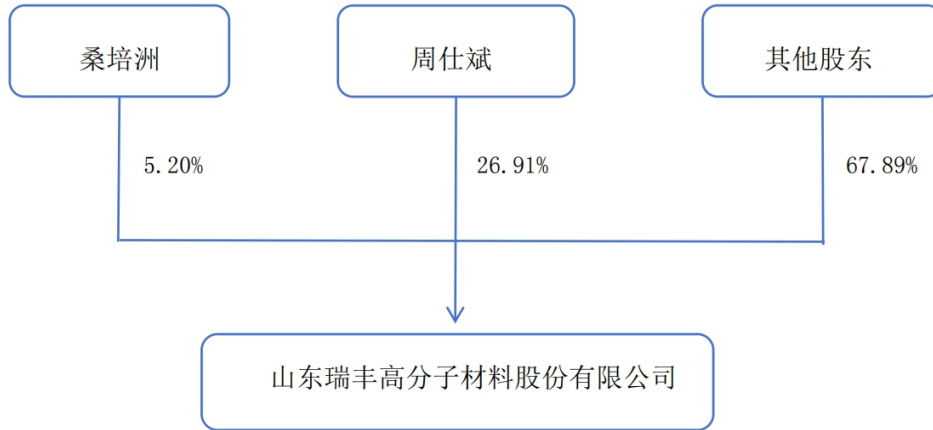 桑培洲
周仕斌
其他股东
5.20%
26.91%
67.89%
山东瑞丰高分子材料股份有限公司